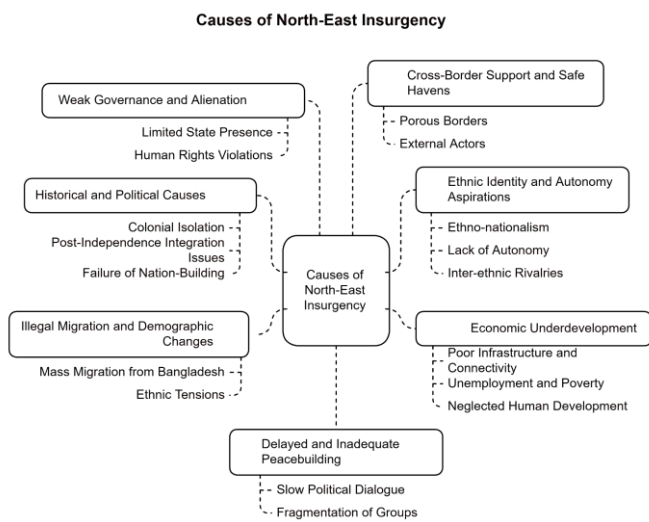 Causes of North-East Insurgency
Weak Governance and Alienation
Limited State Presence
Human Rights Violations
Historical and Political Causes
Colonial Isolation
Post-Independence Integration
Issues
Failure of Nation-Building
Illegal Migration and Demographic
Changes
Mass Migration from Bangladesh
Ethnic Tensions
Causes of
North-East
Insurgency
Cross-Border Support and Safe
Havens
Porous Borders
External Actors
Ethnic Identity and Autonomy
Aspirations
Ethno-nationalism
Lack of Autonomy
Inter-ethnic Rivalries
Economic Underdevelopment
Poor Infrastructure and
Connectivity
Unemployment and Poverty
Neglected Human Development
Delayed and Inadequate
Peacebuilding
Slow Political Dialogue
Fragmentation of Groups